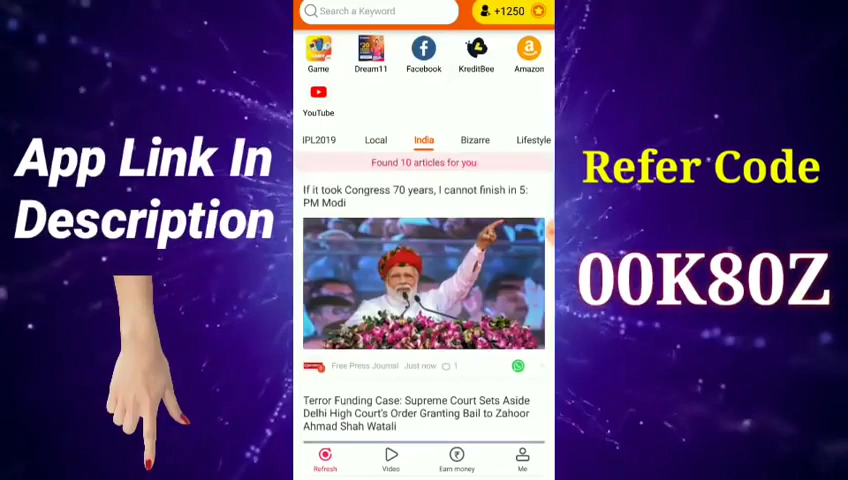 App Link In
Description
Search a Keyword
+1250
Game
Dream11
Facebook
KreditBee
Amazon
YouTube
IPL2019
Local
India
Bizarre
Lifestyle
Found 10 articles for you
If it took Congress 70 years, I cannot finish in 5:
PM Modi
Free Press Journal
Just now
1
Terror Funding Case: Supreme Court Sets Aside
Delhi High Court's Order Granting Bail to Zahoor
Ahmad Shah Watali
Refresh
Video
Earn money
Me
Refer Code
00K80Z